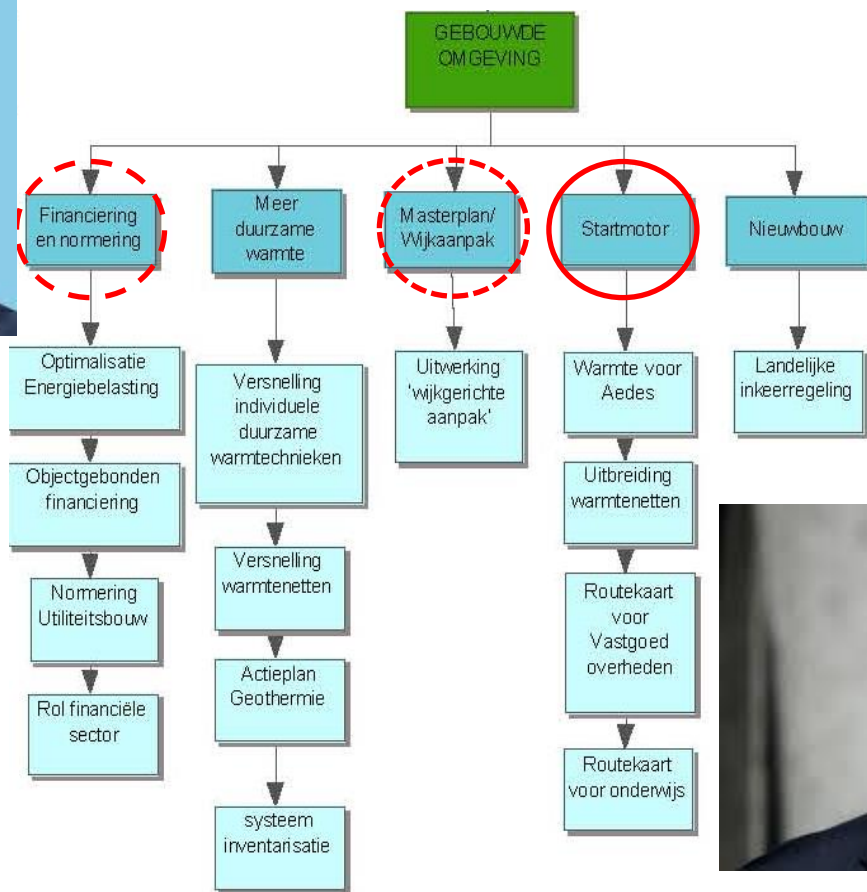 GEBOUWDE
OMGEVING
Financiering
en normering
Meer
duurzame
warmte
Masterplan/
Wijkaanpak
Startmotor
Nieuwbouw
Optimalisatie
Energiebelasting
Objectgebonden
financiering
Normering
Utiliteitsbouw
Rol financiële
sector
Versnelling
individuele
duurzame
warmtechnieken
Versnelling
warmtenetten
Actieplan
Geothermie
systeem
inventarisatie
Uitwerking
'wijkgerichte
aanpak'
Warmte voor
Aedes
Uitbreiding
warmtenetten
Routekaart
voor
Vastgoed
overheden
Routekaart
voor onderwijs
Landelijke
inkeerregeling